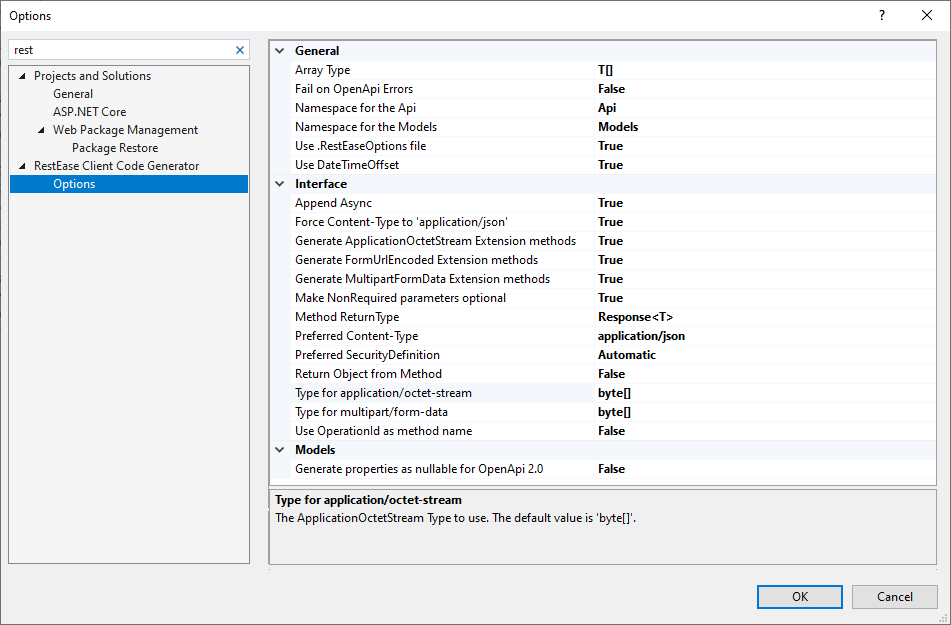 Options
?
rest
Projects and Solutions
General
ASP.NET Core
Web Package Management
Package Restore
RestEase Client Code Generator
Options
General
Array Type T[]
Fail on OpenApi Errors False
Namespace for the Api Api
Namespace for the Models Models
Use .RestEaseOptions file True
Use DateTimeOffset True
Interface
Append Async True
Force Content-Type to 'application/json' True
Generate ApplicationOctetStream Extension methods True
Generate FormUrlEncoded Extension methods True
Generate MultipartFormData Extension methods True
Make NonRequired parameters optional True
Method ReturnType Response<T>
Preferred Content-Type application/json
Preferred SecurityDefinition Automatic
Return Object from Method False
Type for application/octet-stream byte[]
Type for multipart/form-data byte[]
Use OperationId as method name False
Models
Generate properties as nullable for OpenApi 2.0 False
Type for application/octet-stream
The ApplicationOctetStream Type to use. The default value is 'byte[]'.
OK Cancel